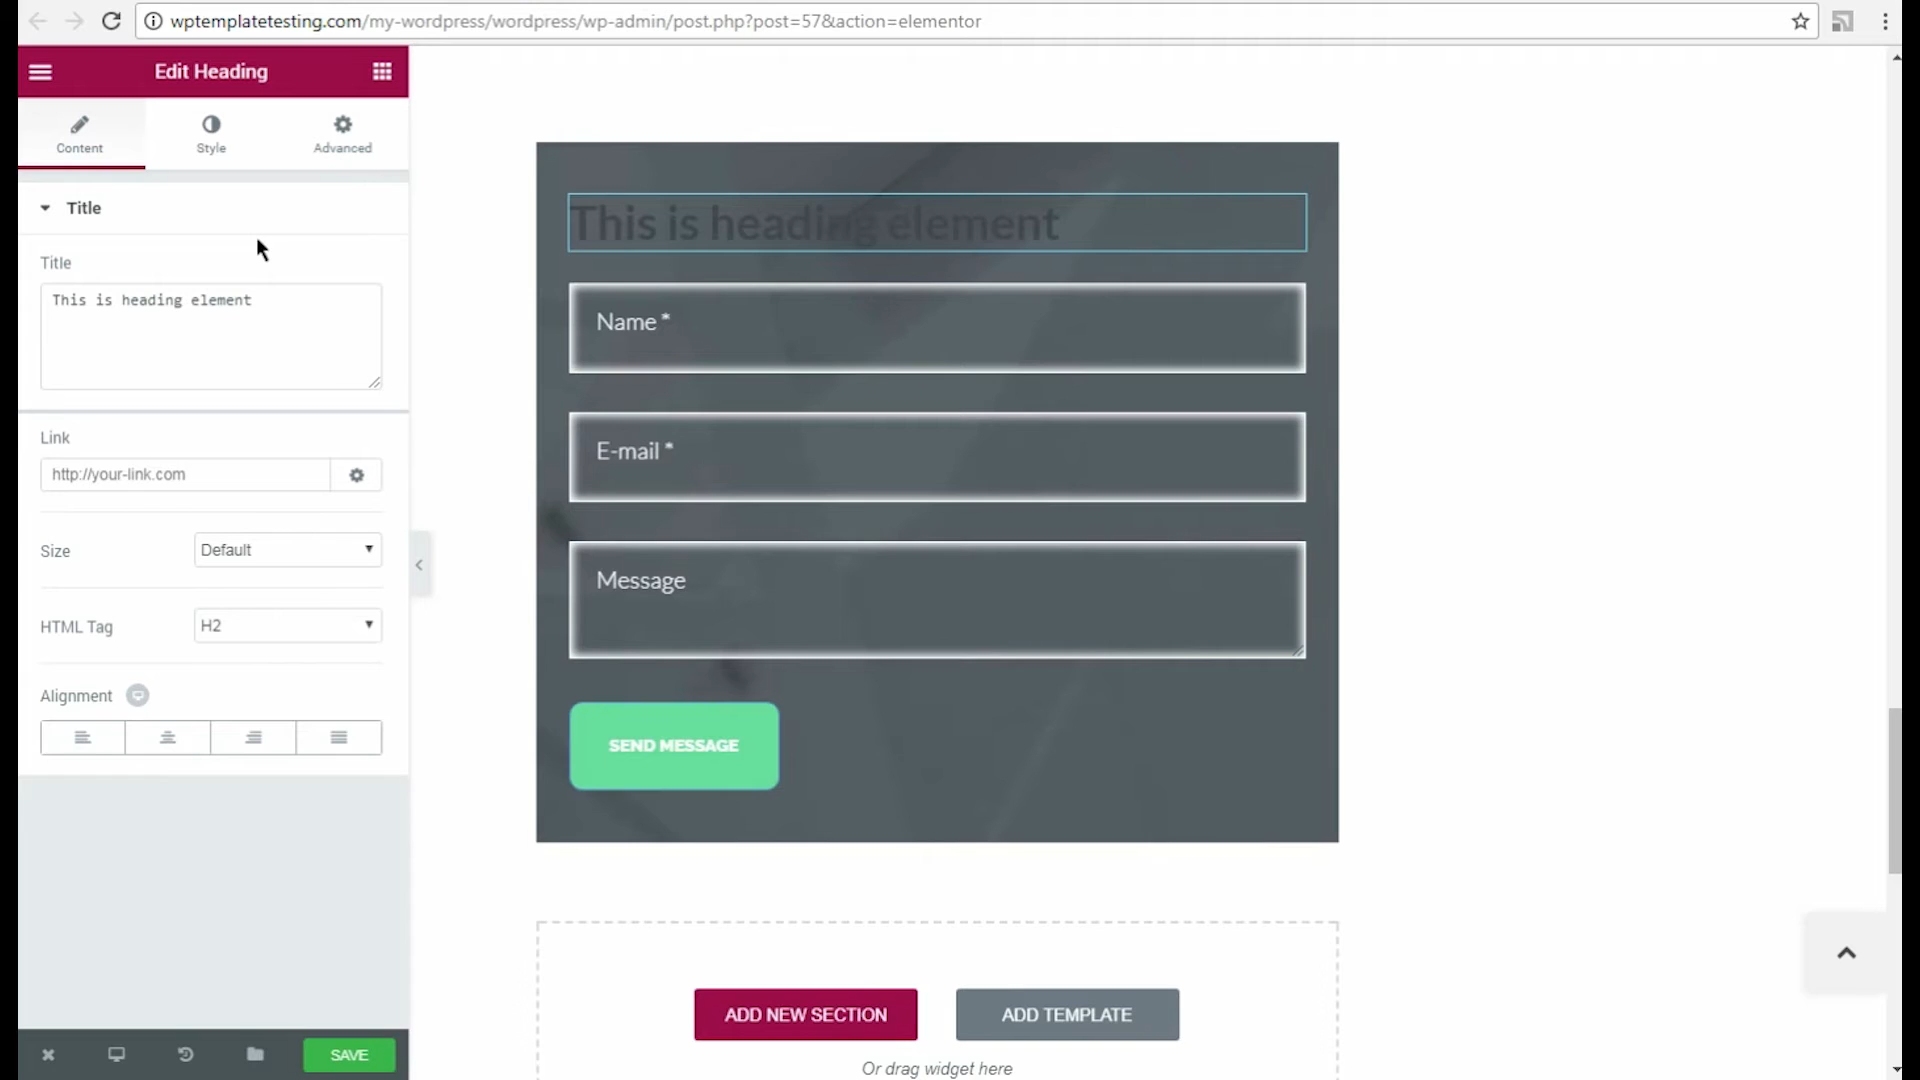 wptemplatetesting.com/my-wordpress/wordpress/wp-admin/post.php?post=57&action=elementor
Edit Heading
Content
Style
Advanced
Title
Title
This is heading element
Link
http://your-link.com
Size
Default
HTML Tag
H2
Alignment
SAVE
This is heading element
Name *
E-mail *
Message
SEND MESSAGE
ADD NEW SECTION
ADD TEMPLATE
Or drag widget here